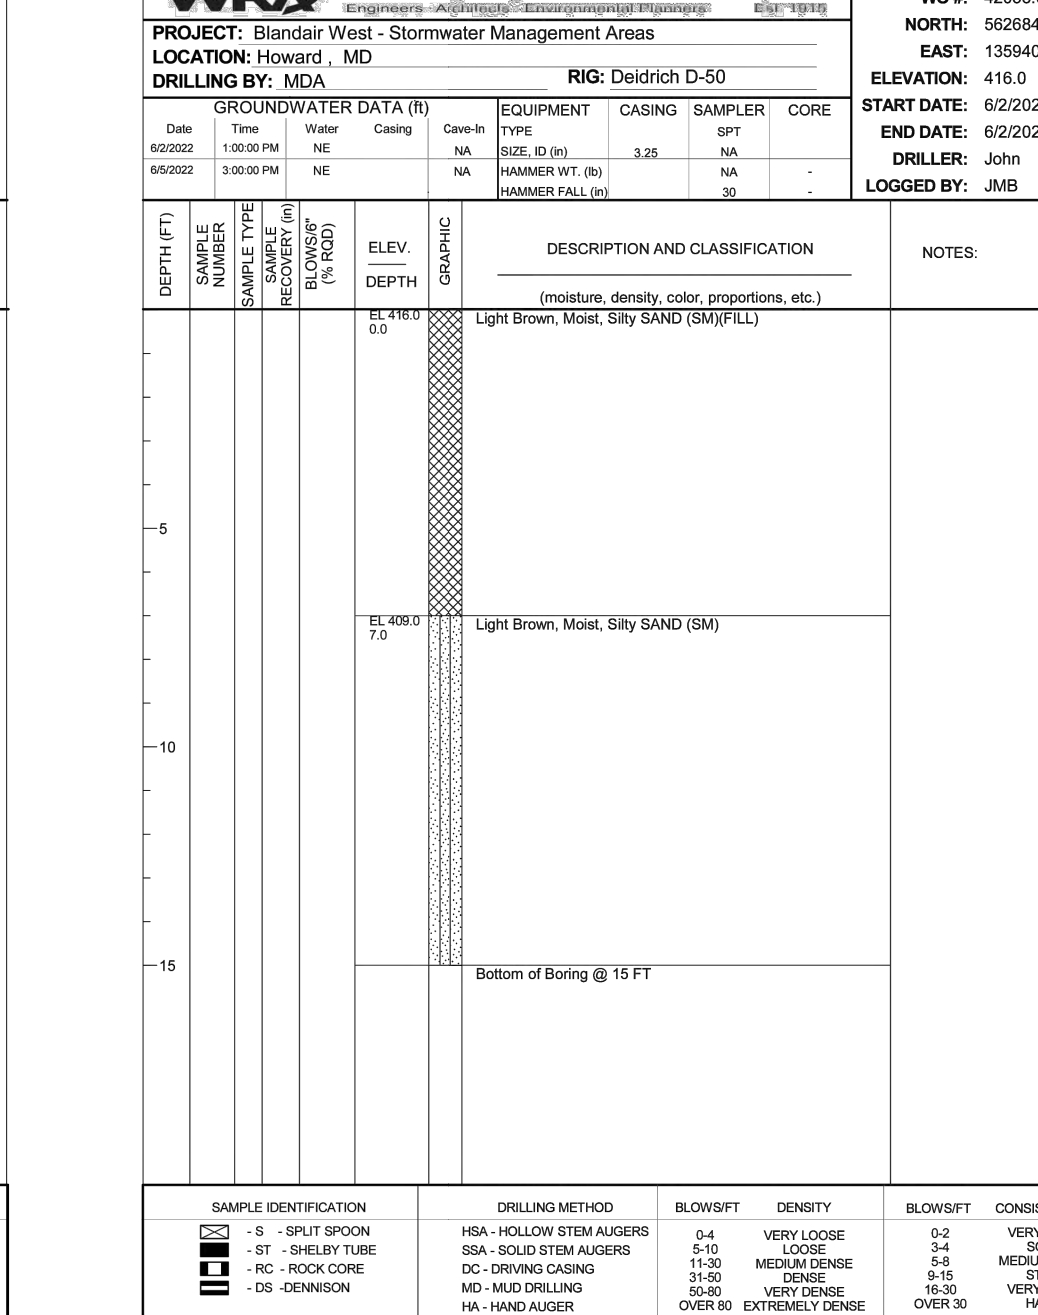 WRA
Engineers · Architects · Environmental Planners Est. 1915
PROJECT: Blandair West - Stormwater Management Areas
LOCATION: Howard , MD
DRILLING BY: MDA RIG: Deidrich D-50
NORTH: 562684
EAST: 135940
ELEVATION: 416.0
START DATE: 6/2/202
END DATE: 6/2/202
DRILLER: John
LOGGED BY: JMB
GROUNDWATER DATA (ft)
Date Time Water Casing Cave-In
6/2/2022 1:00:00 PM NE NA
6/5/2022 3:00:00 PM NE NA
EQUIPMENT CASING SAMPLER CORE
TYPE SPT
SIZE, ID (in) 3.25 NA
HAMMER WT. (lb) NA -
HAMMER FALL (in) 30 -
DEPTH (FT)
SAMPLE NUMBER
SAMPLE TYPE
SAMPLE RECOVERY (in)
BLOWS/6" (% RQD)
ELEV.
DEPTH
GRAPHIC
DESCRIPTION AND CLASSIFICATION
(moisture, density, color, proportions, etc.)
NOTES:
EL 416.0 Light Brown, Moist, Silty SAND (SM)(FILL)
0.0
5
EL 409.0 Light Brown, Moist, Silty SAND (SM)
7.0
10
15
Bottom of Boring @ 15 FT
SAMPLE IDENTIFICATION
- S - SPLIT SPOON
- ST - SHELBY TUBE
- RC - ROCK CORE
- DS -DENNISON
DRILLING METHOD
HSA - HOLLOW STEM AUGERS
SSA - SOLID STEM AUGERS
DC - DRIVING CASING
MD - MUD DRILLING
HA - HAND AUGER
BLOWS/FT DENSITY
0-4 VERY LOOSE
5-10 LOOSE
11-30 MEDIUM DENSE
31-50 DENSE
50-80 VERY DENSE
OVER 80 EXTREMELY DENSE
BLOWS/FT CONSIS
0-2 VERY
3-4 SO
5-8 MEDIU
9-15 ST
16-30 VERY
OVER 30 HA